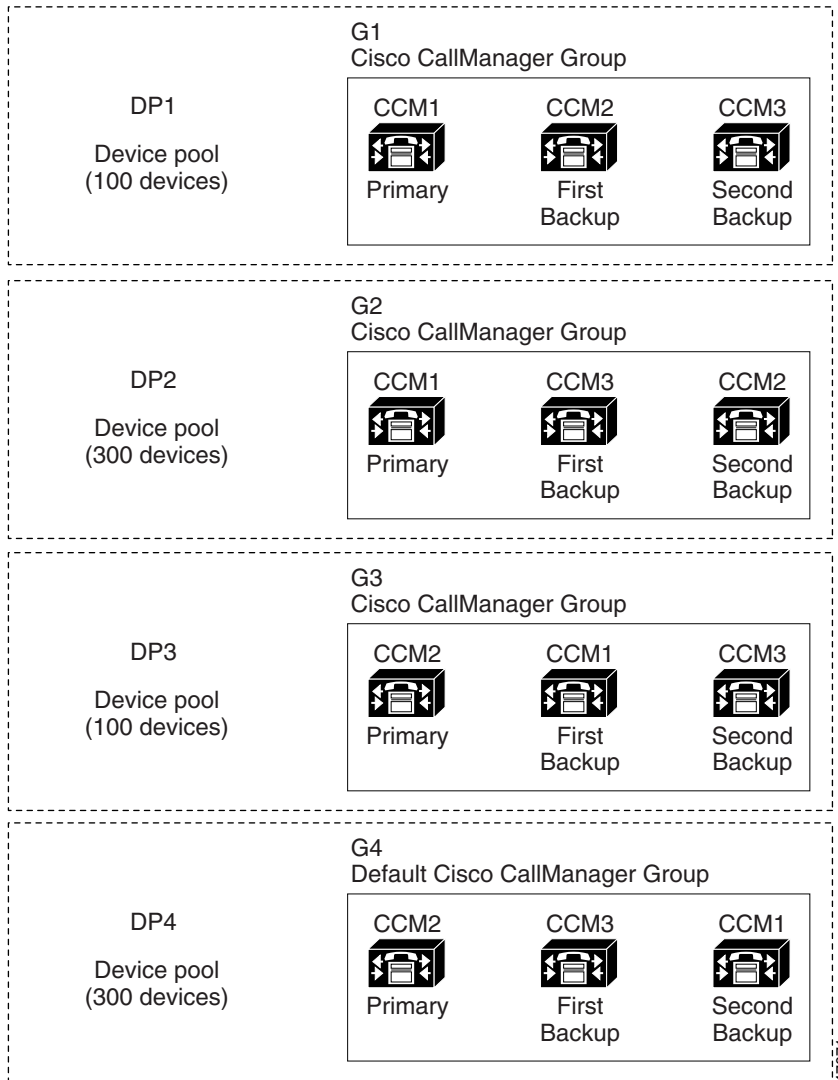 G1
Cisco CallManager Group
DP1
Device pool
(100 devices)
CCM1 CCM2 CCM3
Primary First Second
Backup Backup
G2
Cisco CallManager Group
DP2
Device pool
(300 devices)
CCM1 CCM3 CCM2
Primary First Second
Backup Backup
G3
Cisco CallManager Group
DP3
Device pool
(100 devices)
CCM2 CCM1 CCM3
Primary First Second
Backup Backup
G4
Default Cisco CallManager Group
DP4
Device pool
(300 devices)
CCM2 CCM3 CCM1
Primary First Second
Backup Backup